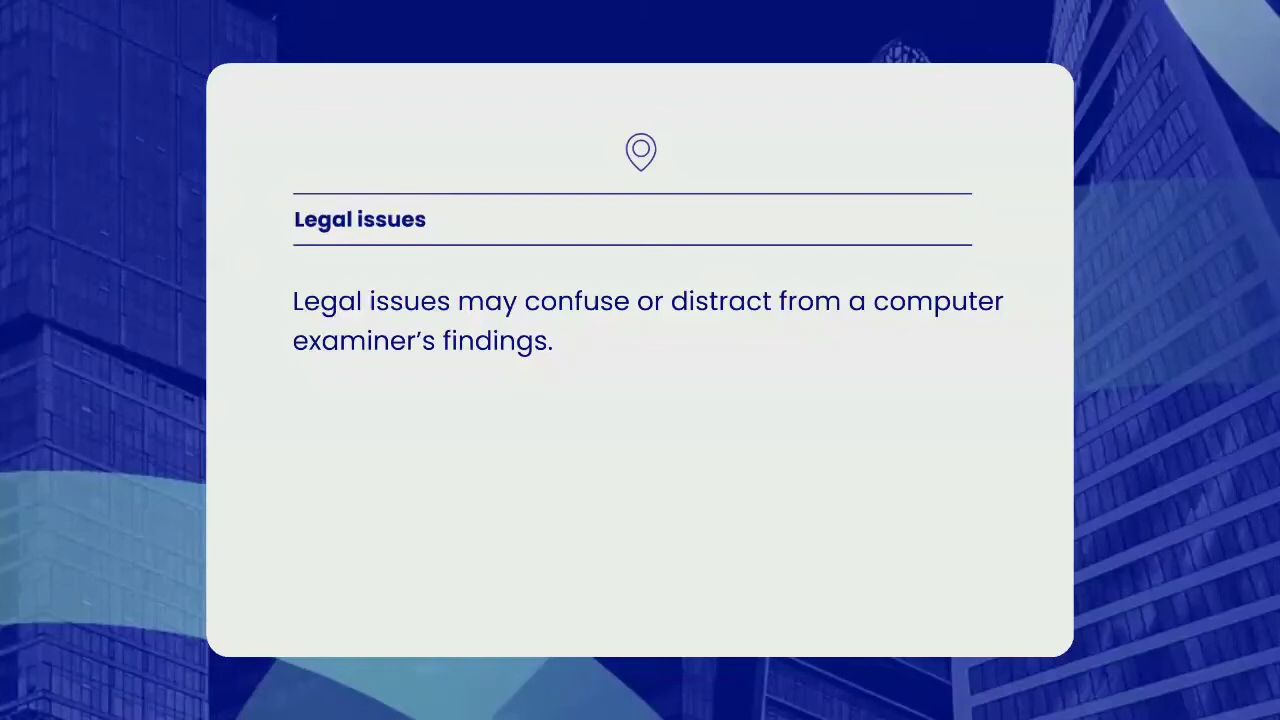 Legal issues
Legal issues may confuse or distract from a computer
examiner’s findings.